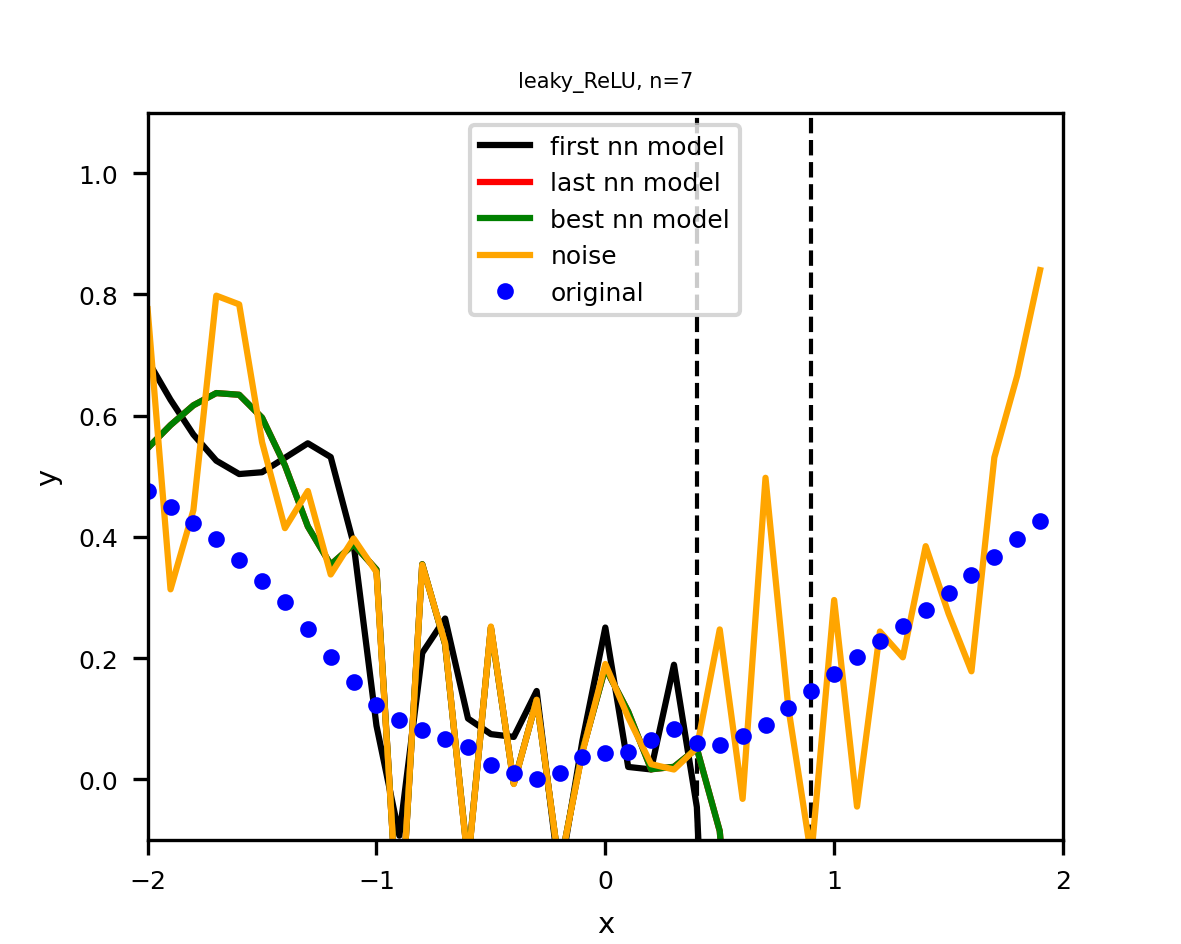 leaky_ReLU, n=7
first nn model
last nn model
best nn model
noise
original
1.0
0.8
0.6
0.4
0.2
0.0
y
−2
−1
0
1
2
x